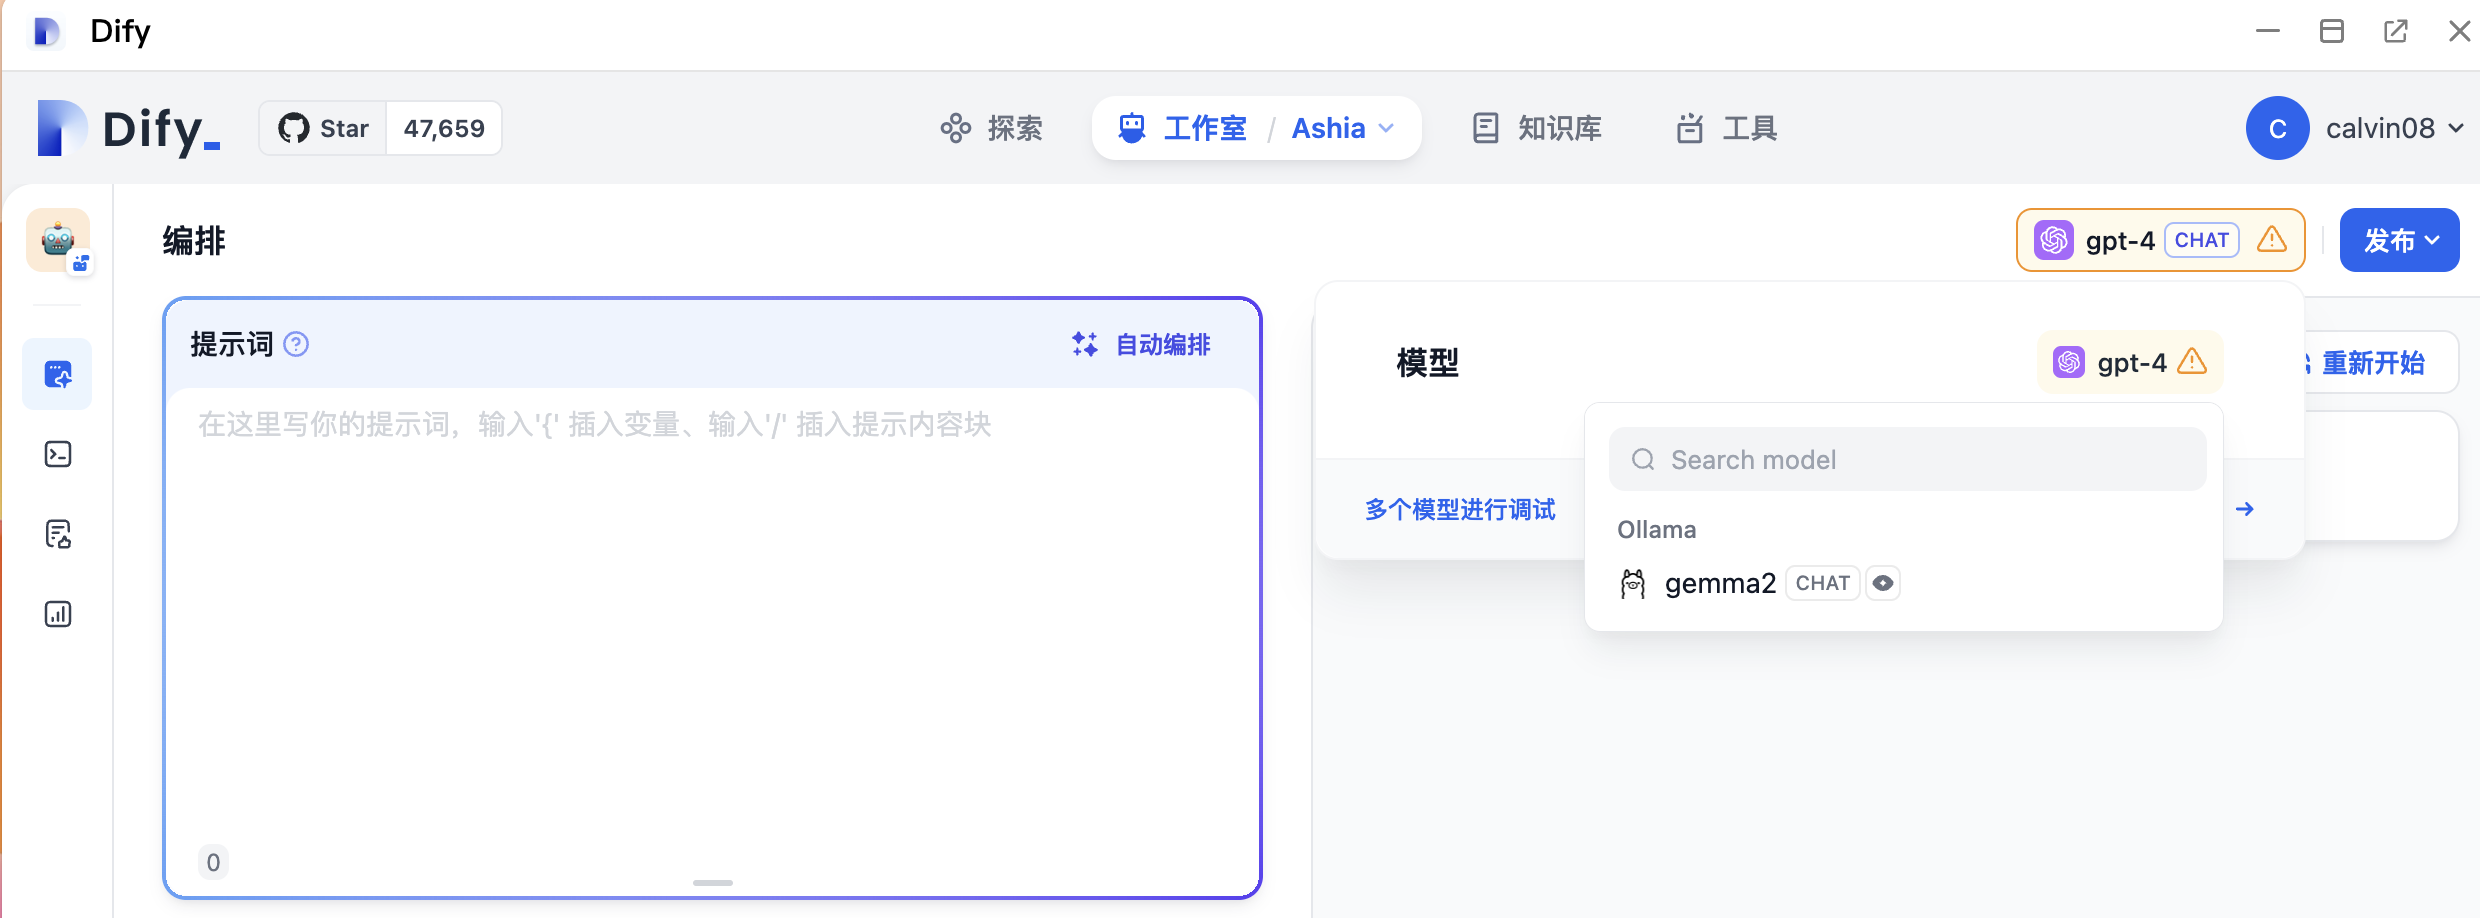 Dify
Dify_
Star 47,659
探索
工作室 / Ashia
知识库
工具
C calvin08
编排
gpt-4 CHAT
发布
提示词
自动编排
在这里写你的提示词，输入'{' 插入变量、输入'/' 插入提示内容块
0
模型
gpt-4
重新开始
Search model
多个模型进行调试
Ollama
gemma2 CHAT